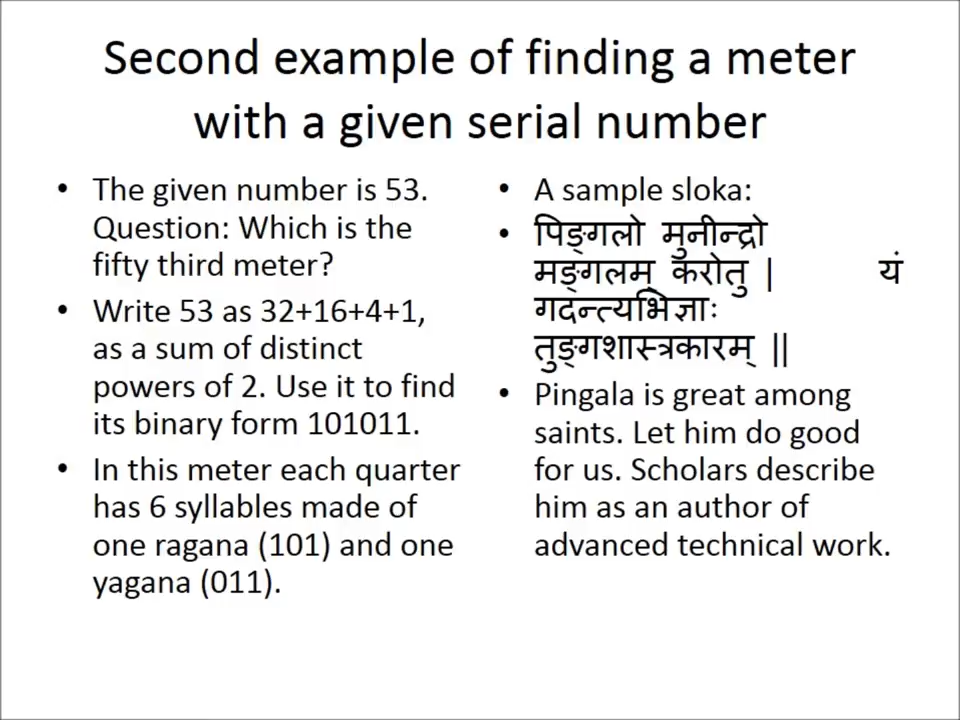 Second example of finding a meter
with a given serial number
• The given number is 53.
Question: Which is the
fifty third meter?
• Write 53 as 32+16+4+1,
as a sum of distinct
powers of 2. Use it to find
its binary form 101011.
• In this meter each quarter
has 6 syllables made of
one ragana (101) and one
yagana (011).
• A sample sloka:
• पिङ्गलो मुनीन्द्रो
मङ्गलम् करोतु | यं
गदन्त्यभिज्ञाः
तुङ्गशास्त्रकारम् ||
• Pingala is great among
saints. Let him do good
for us. Scholars describe
him as an author of
advanced technical work.